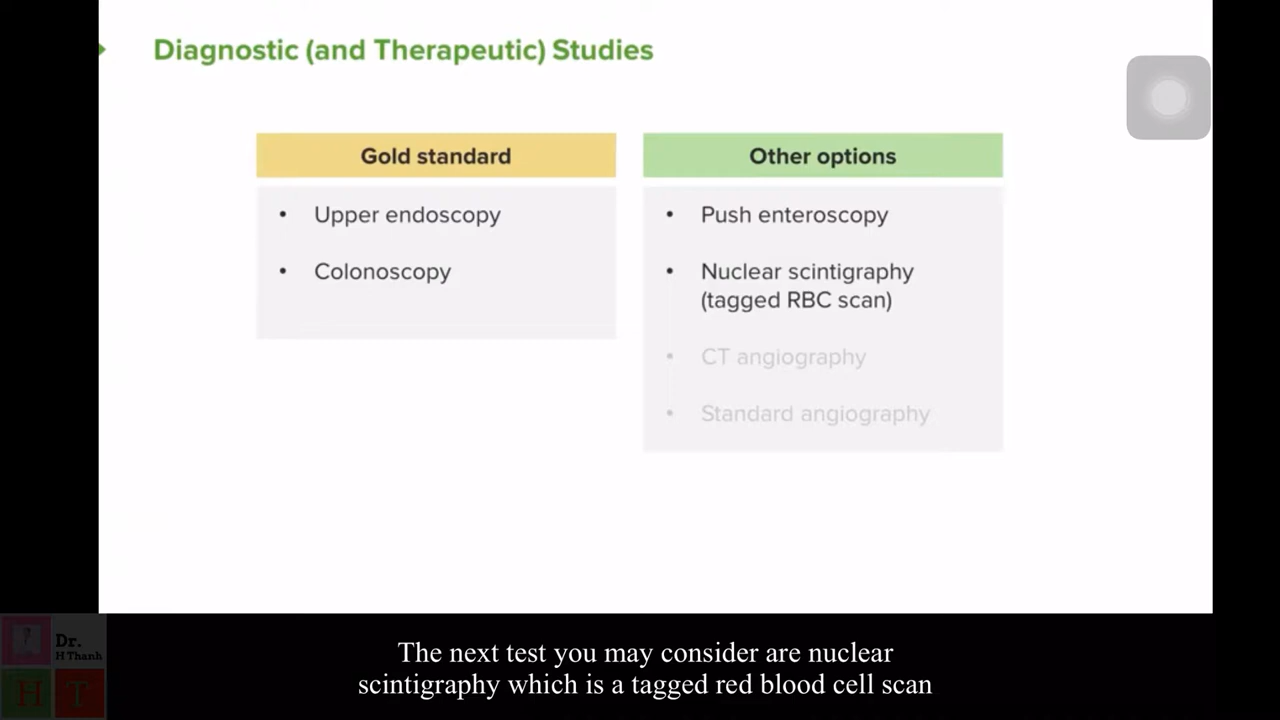 Diagnostic (and Therapeutic) Studies
Gold standard
• Upper endoscopy
• Colonoscopy
Other options
• Push enteroscopy
• Nuclear scintigraphy
(tagged RBC scan)
• CT angiography
• Standard angiography
Dr.
H Thanh
H T
The next test you may consider are nuclear
scintigraphy which is a tagged red blood cell scan